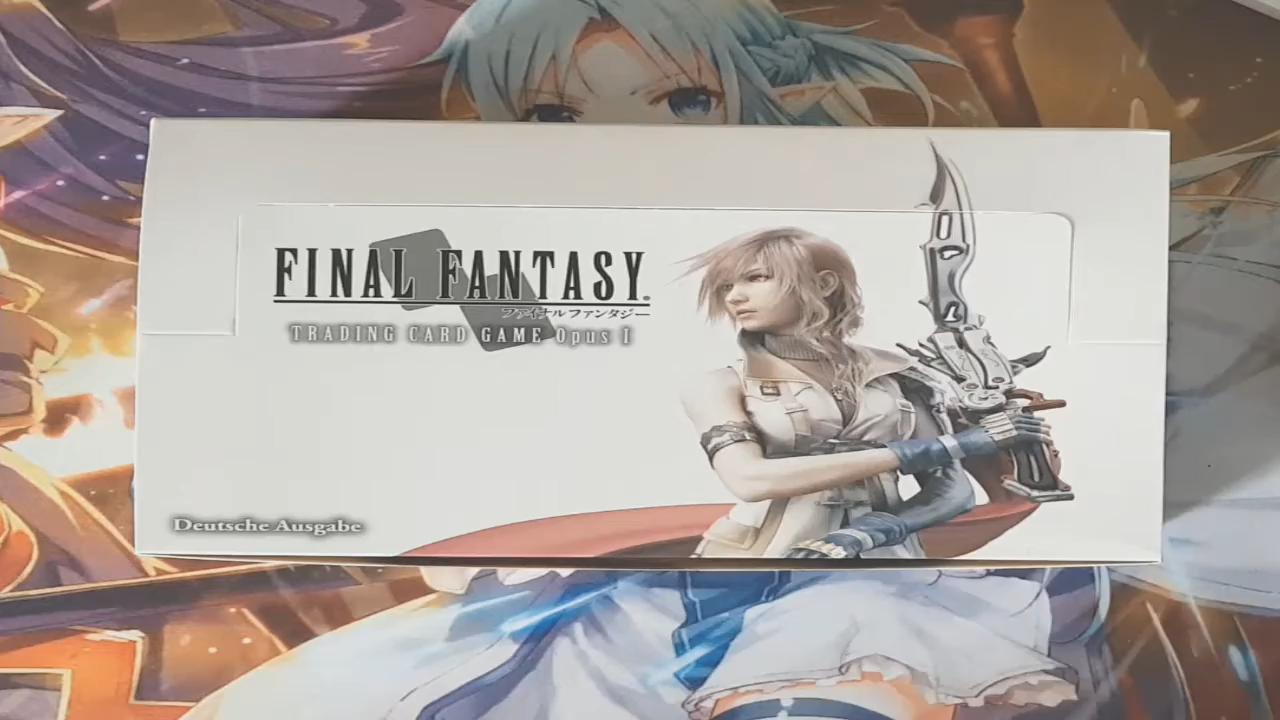 FINAL FANTASY®
ファイナルファンタジー
TRADING CARD GAME Opus I
Deutsche Ausgabe